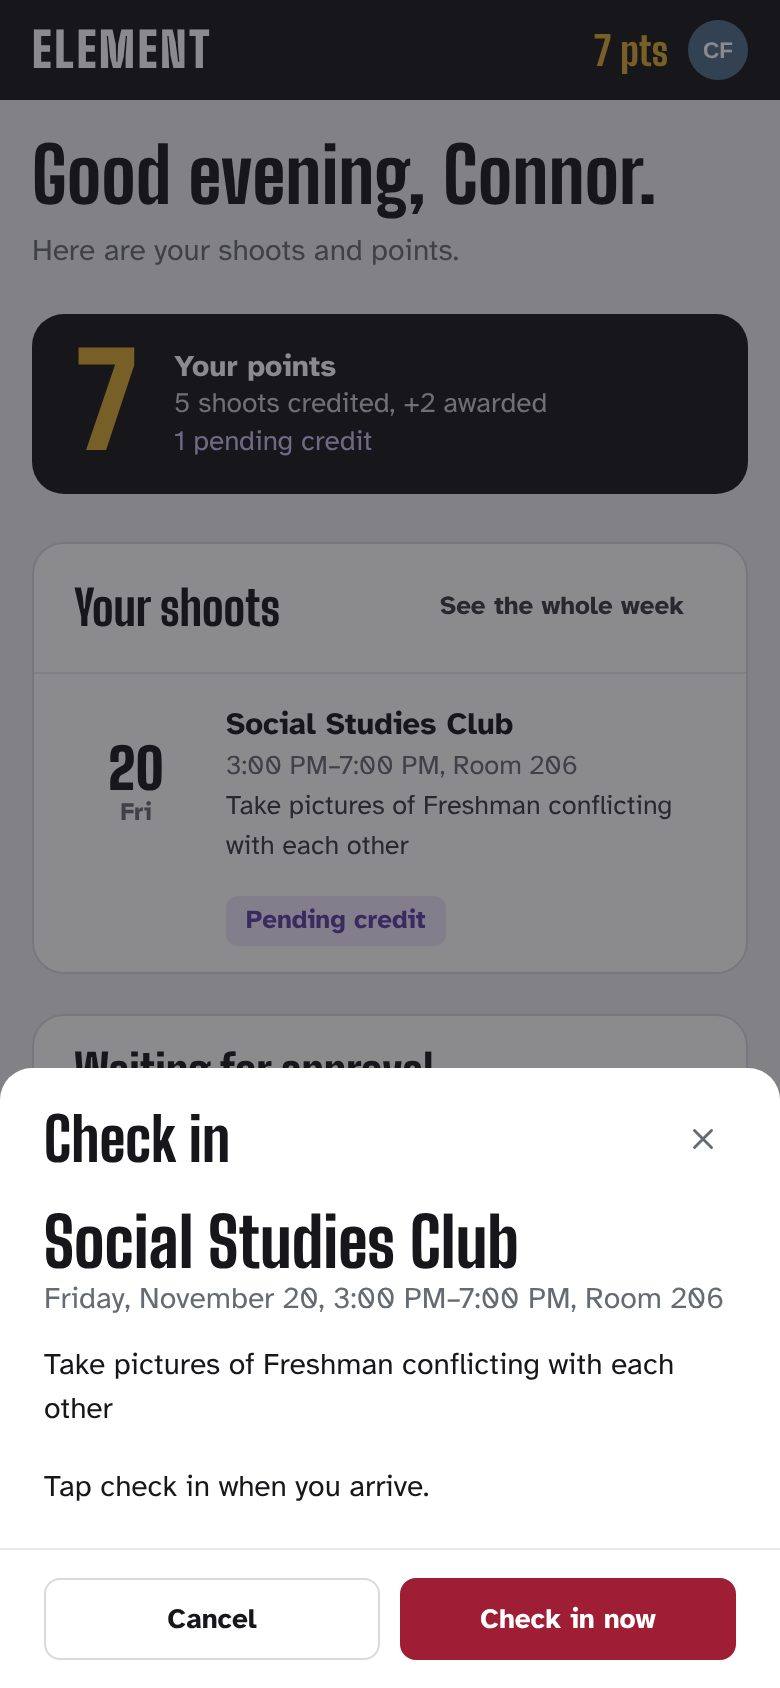 ELEMENT
7 pts
CF
Good evening, Connor.
Here are your shoots and points.
7
Your points
5 shoots credited, +2 awarded
1 pending credit
Your shoots
See the whole week
20
Fri
Social Studies Club
3:00 PM–7:00 PM, Room 206
Take pictures of Freshman conflicting
with each other
Pending credit
Waiting for approval
Check in
Social Studies Club
Friday, November 20, 3:00 PM–7:00 PM, Room 206
Take pictures of Freshman conflicting with each
other
Tap check in when you arrive.
Cancel
Check in now